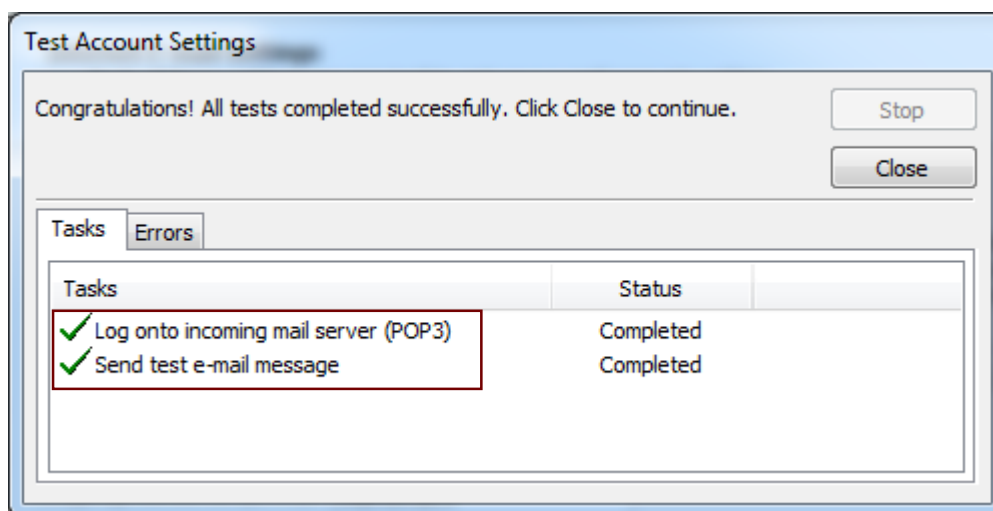 Test Account Settings
Congratulations! All tests completed successfully. Click Close to continue.
Stop
Close
Tasks
Errors
Tasks Status
Log onto incoming mail server (POP3) Completed
Send test e-mail message Completed